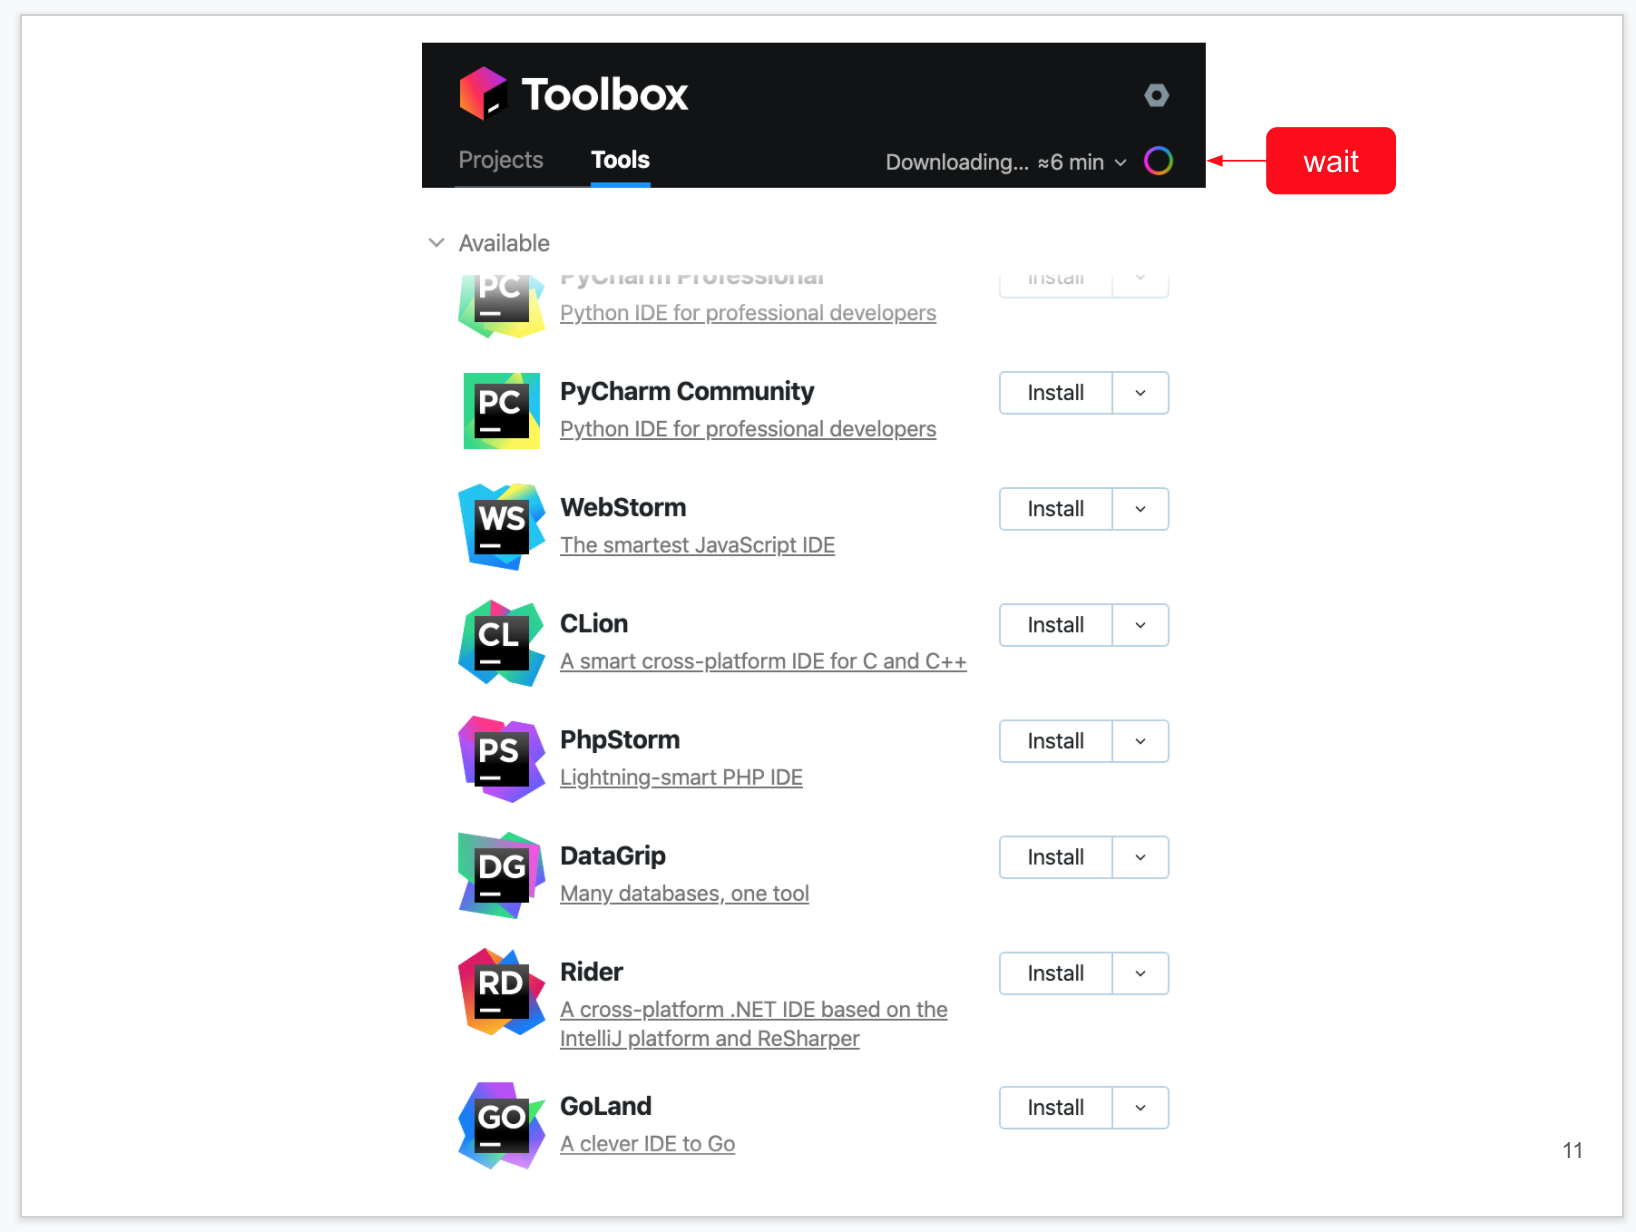 Toolbox
Projects Tools Downloading... ≈6 min
wait
Available
PC PyCharm Professional Install
Python IDE for professional developers
PC PyCharm Community Install
Python IDE for professional developers
WS WebStorm Install
The smartest JavaScript IDE
CL CLion Install
A smart cross-platform IDE for C and C++
PS PhpStorm Install
Lightning-smart PHP IDE
DG DataGrip Install
Many databases, one tool
RD Rider Install
A cross-platform .NET IDE based on the
IntelliJ platform and ReSharper
GO GoLand Install
A clever IDE to Go
11